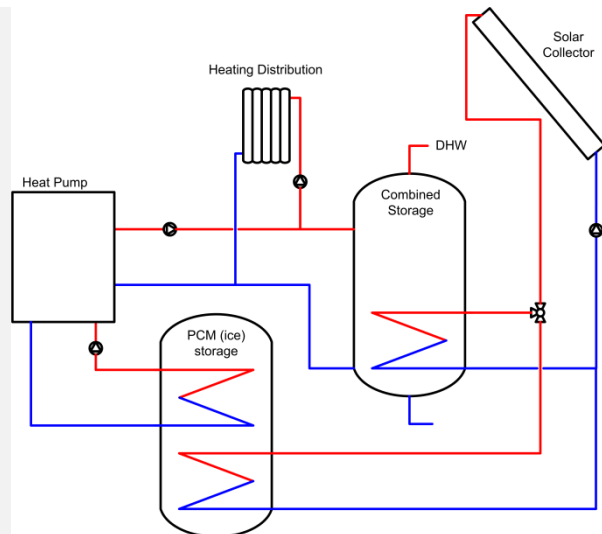 Solar
Collector
Heating Distribution
DHW
Heat Pump
Combined
Storage
PCM (ice)
storage